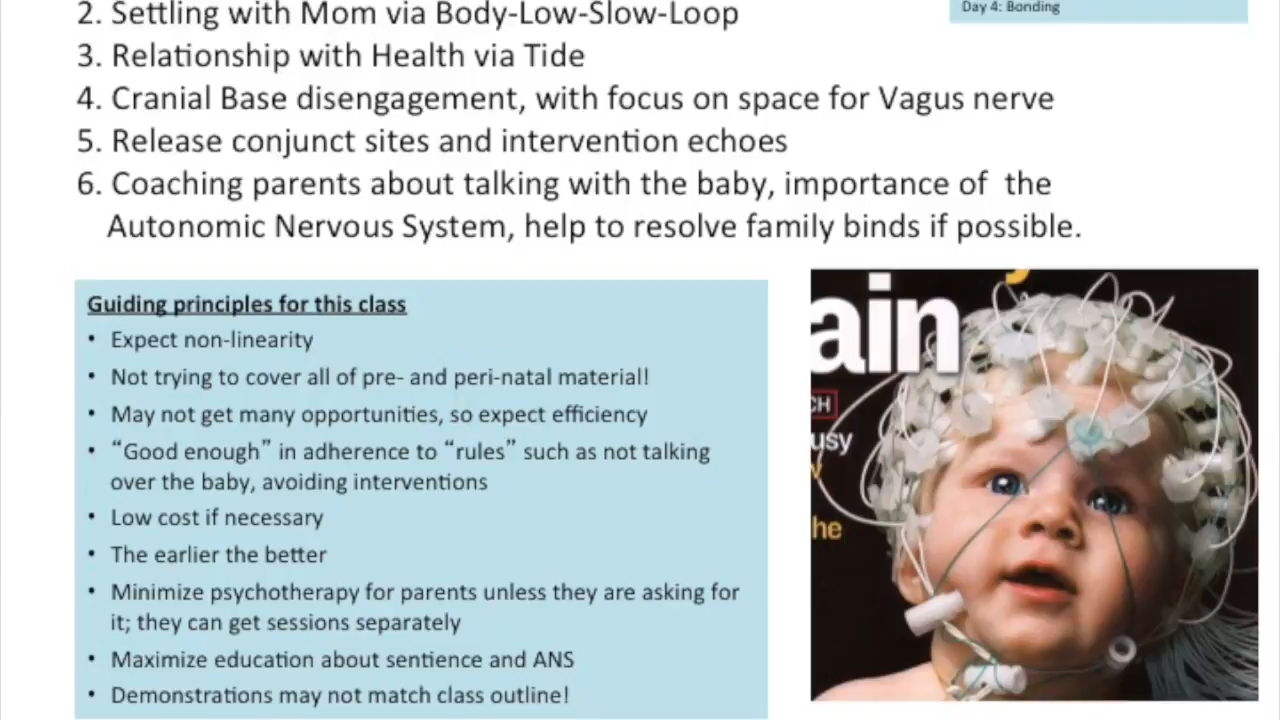 Day 4: Bonding
2. Settling with Mom via Body-Low-Slow-Loop
3. Relationship with Health via Tide
4. Cranial Base disengagement, with focus on space for Vagus nerve
5. Release conjunct sites and intervention echoes
6. Coaching parents about talking with the baby, importance of  the
Autonomic Nervous System, help to resolve family binds if possible.
Guiding principles for this class
• Expect non-linearity
• Not trying to cover all of pre- and peri-natal material!
• May not get many opportunities, so expect efficiency
• “Good enough” in adherence to “rules” such as not talking
over the baby, avoiding interventions
• Low cost if necessary
• The earlier the better
• Minimize psychotherapy for parents unless they are asking for
it; they can get sessions separately
• Maximize education about sentience and ANS
• Demonstrations may not match class outline!
ain
CH
usy
he